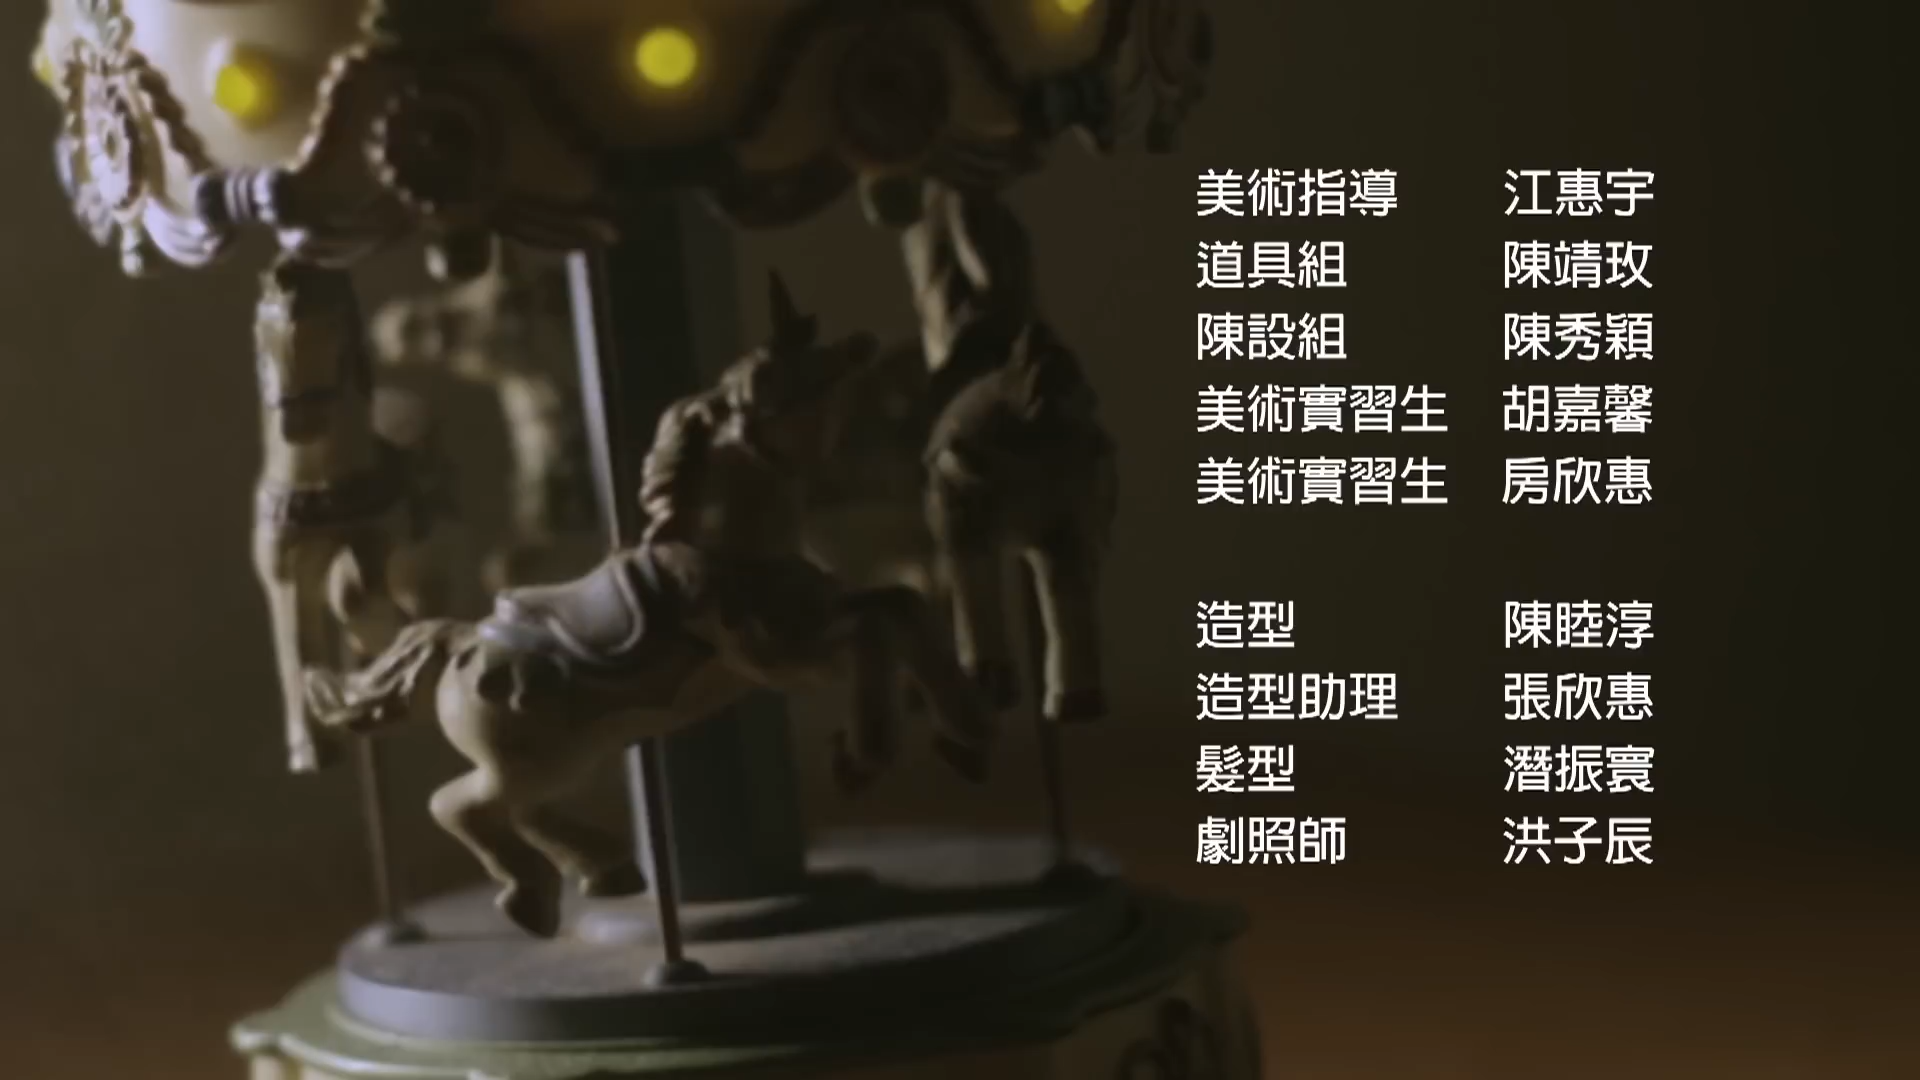 美術指導 江惠宇
道具組 陳靖玫
陳設組 陳秀穎
美術實習生 胡嘉馨
美術實習生 房欣惠
造型 陳睦淳
造型助理 張欣惠
髮型 潛振寰
劇照師 洪子辰